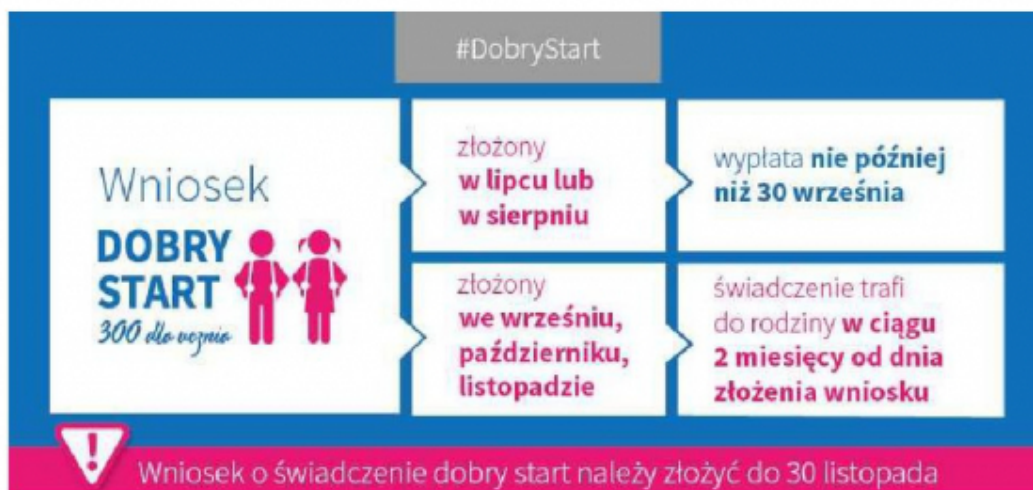 #DobryStart
Wniosek
DOBRY
START
300 dla ucznia
złożony
w lipcu lub
w sierpniu
wypłata nie później
niż 30 września
złożony
we wrześniu,
październiku,
listopadzie
świadczenie trafi
do rodziny w ciągu
2 miesięcy od dnia
złożenia wniosku
!
Wniosek o świadczenie dobry start należy złożyć do 30 listopada